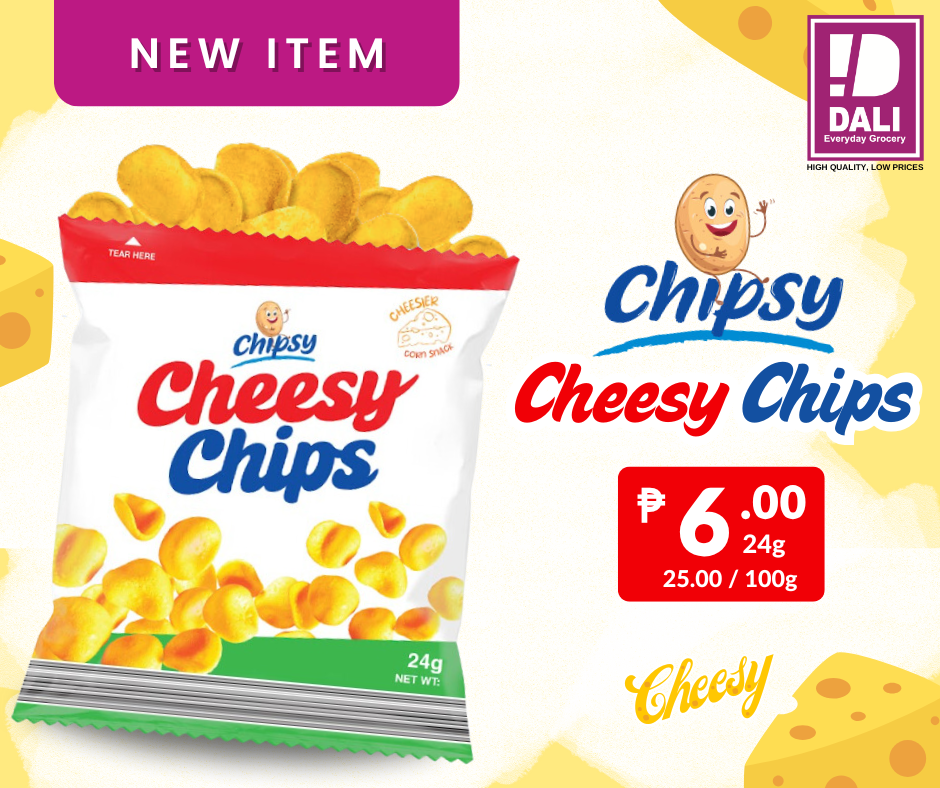 NEW ITEM
DALI
Everyday Grocery
HIGH QUALITY, LOW PRICES
TEAR HERE
Chipsy
CHEESIER
CORN SNACK
Cheesy
Chips
24g
NET WT:
Chipsy
Cheesy Chips
₱ 6.00
24g
25.00 / 100g
Cheesy